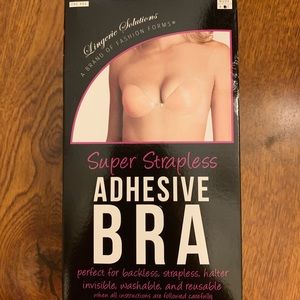 Lingerie Solutions®
A BRAND OF FASHION FORMS®
Super Strapless
ADHESIVE
BRA
perfect for backless, strapless, halter
invisible, washable, and reusable
when all instructions are followed carefully